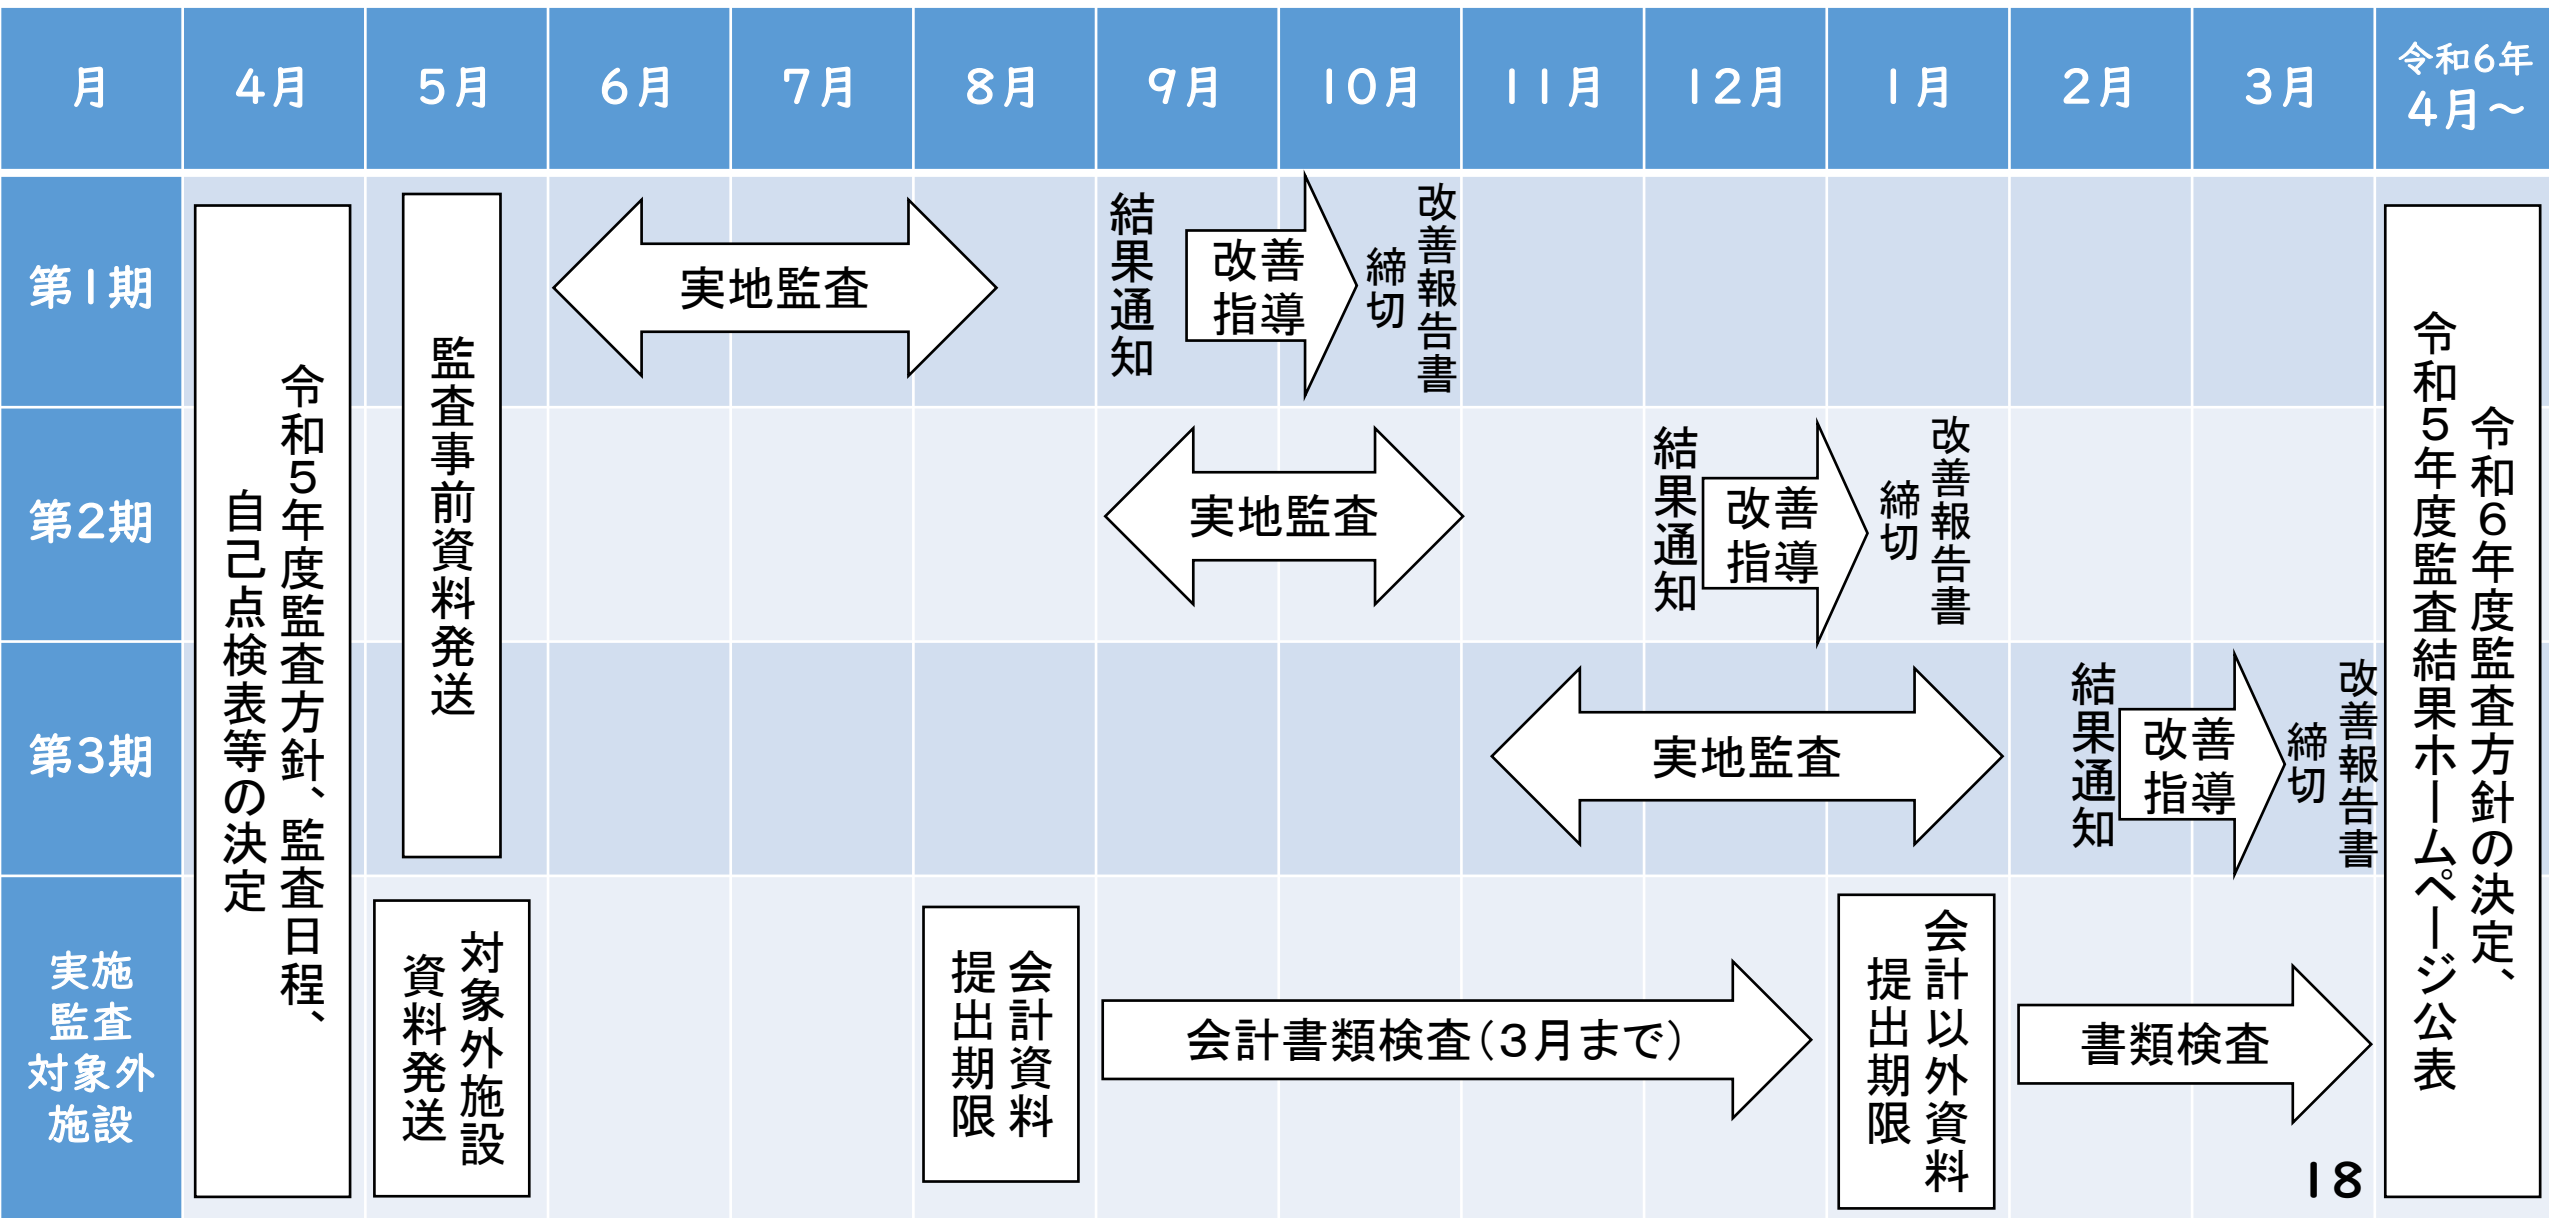 月
4月
5月
6月
7月
8月
9月
10月
11月
12月
1月
2月
3月
令和6年
4月～
第1期
第2期
第3期
実施
監査
対象外
施設
令和5年度監査方針、監査日程、
自己点検表等の決定
監査事前資料発送
実地監査
結果通知
改善
指導
改善報告書
締切
実地監査
結果通知
改善
指導
改善報告書
締切
実地監査
結果通知
改善
指導
改善報告書
締切
対象外施設
資料発送
会計資料
提出期限
会計書類検査（3月まで）
会計以外資料
提出期限
書類検査
令和6年度監査方針の決定、
令和5年度監査結果ホームページ公表
18